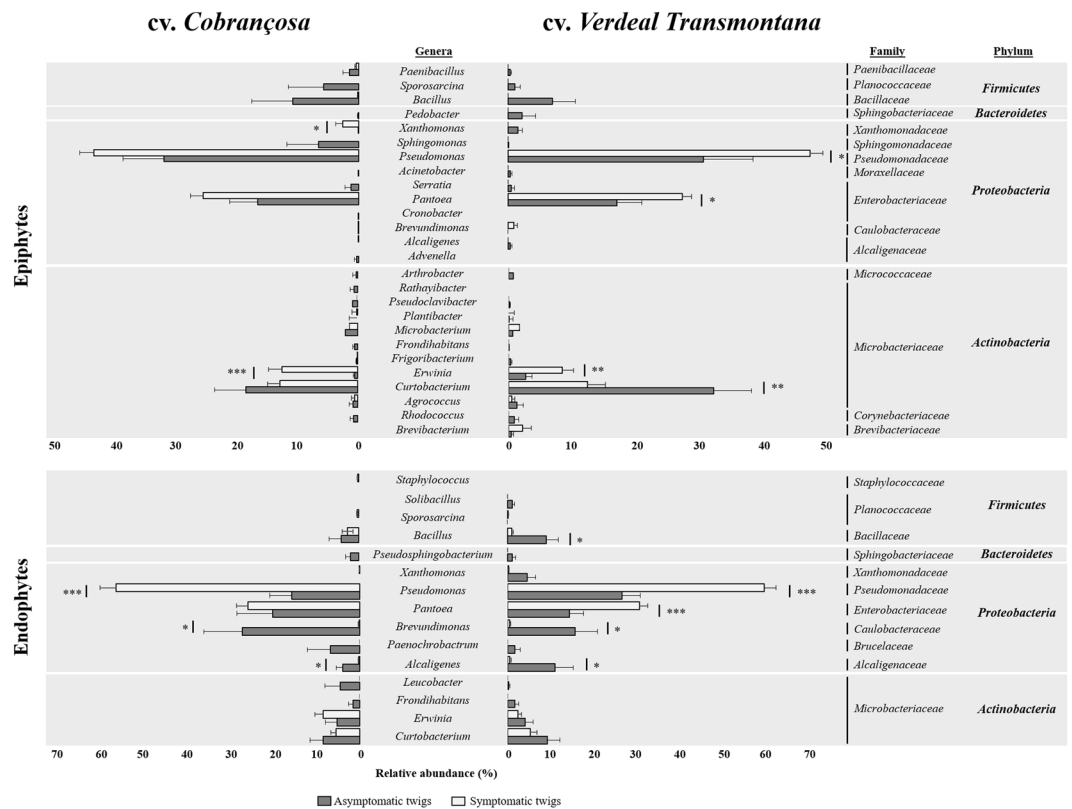 cv. Cobrançosa cv. Verdeal Transmontana
Genera Family Phylum
Epiphytes
Paenibacillus Paenibacillaceae
Sporosarcina Planococcaceae Firmicutes
Bacillus Bacillaceae
Pedobacter Sphingobacteriaceae Bacteroidetes
* Xanthomonas Xanthomonadaceae
Sphingomonas Sphingomonadaceae
Pseudomonas * Pseudomonadaceae
Acinetobacter Moraxellaceae
Serratia Proteobacteria
Pantoea * Enterobacteriaceae
Cronobacter
Brevundimonas Caulobacteraceae
Alcaligenes Alcaligenaceae
Advenella
Arthrobacter Micrococcaceae
Rathayibacter
Pseudoclavibacter
Plantibacter
Microbacterium
Frondihabitans Microbacteriaceae Actinobacteria
Frigoribacterium
*** Erwinia **
Curtobacterium **
Agrococcus
Rhodococcus Corynebacteriaceae
Brevibacterium Brevibacteriaceae
50 40 30 20 10 0 0 10 20 30 40 50
Endophytes
Staphylococcus Staphylococcaceae
Solibacillus Firmicutes
Sporosarcina Planococcaceae
Bacillus * Bacillaceae
Pseudosphingobacterium Sphingobacteriaceae Bacteroidetes
Xanthomonas Xanthomonadaceae
*** Pseudomonas *** Pseudomonadaceae
Pantoea *** Enterobacteriaceae Proteobacteria
* Brevundimonas * Caulobacteraceae
Paenochrobactrum Brucelaceae
* Alcaligenes * Alcaligenaceae
Leucobacter
Frondihabitans Microbacteriaceae Actinobacteria
Erwinia
Curtobacterium
70 60 50 40 30 20 10 0 0 10 20 30 40 50 60 70
Relative abundance (%)
Asymptomatic twigs Symptomatic twigs